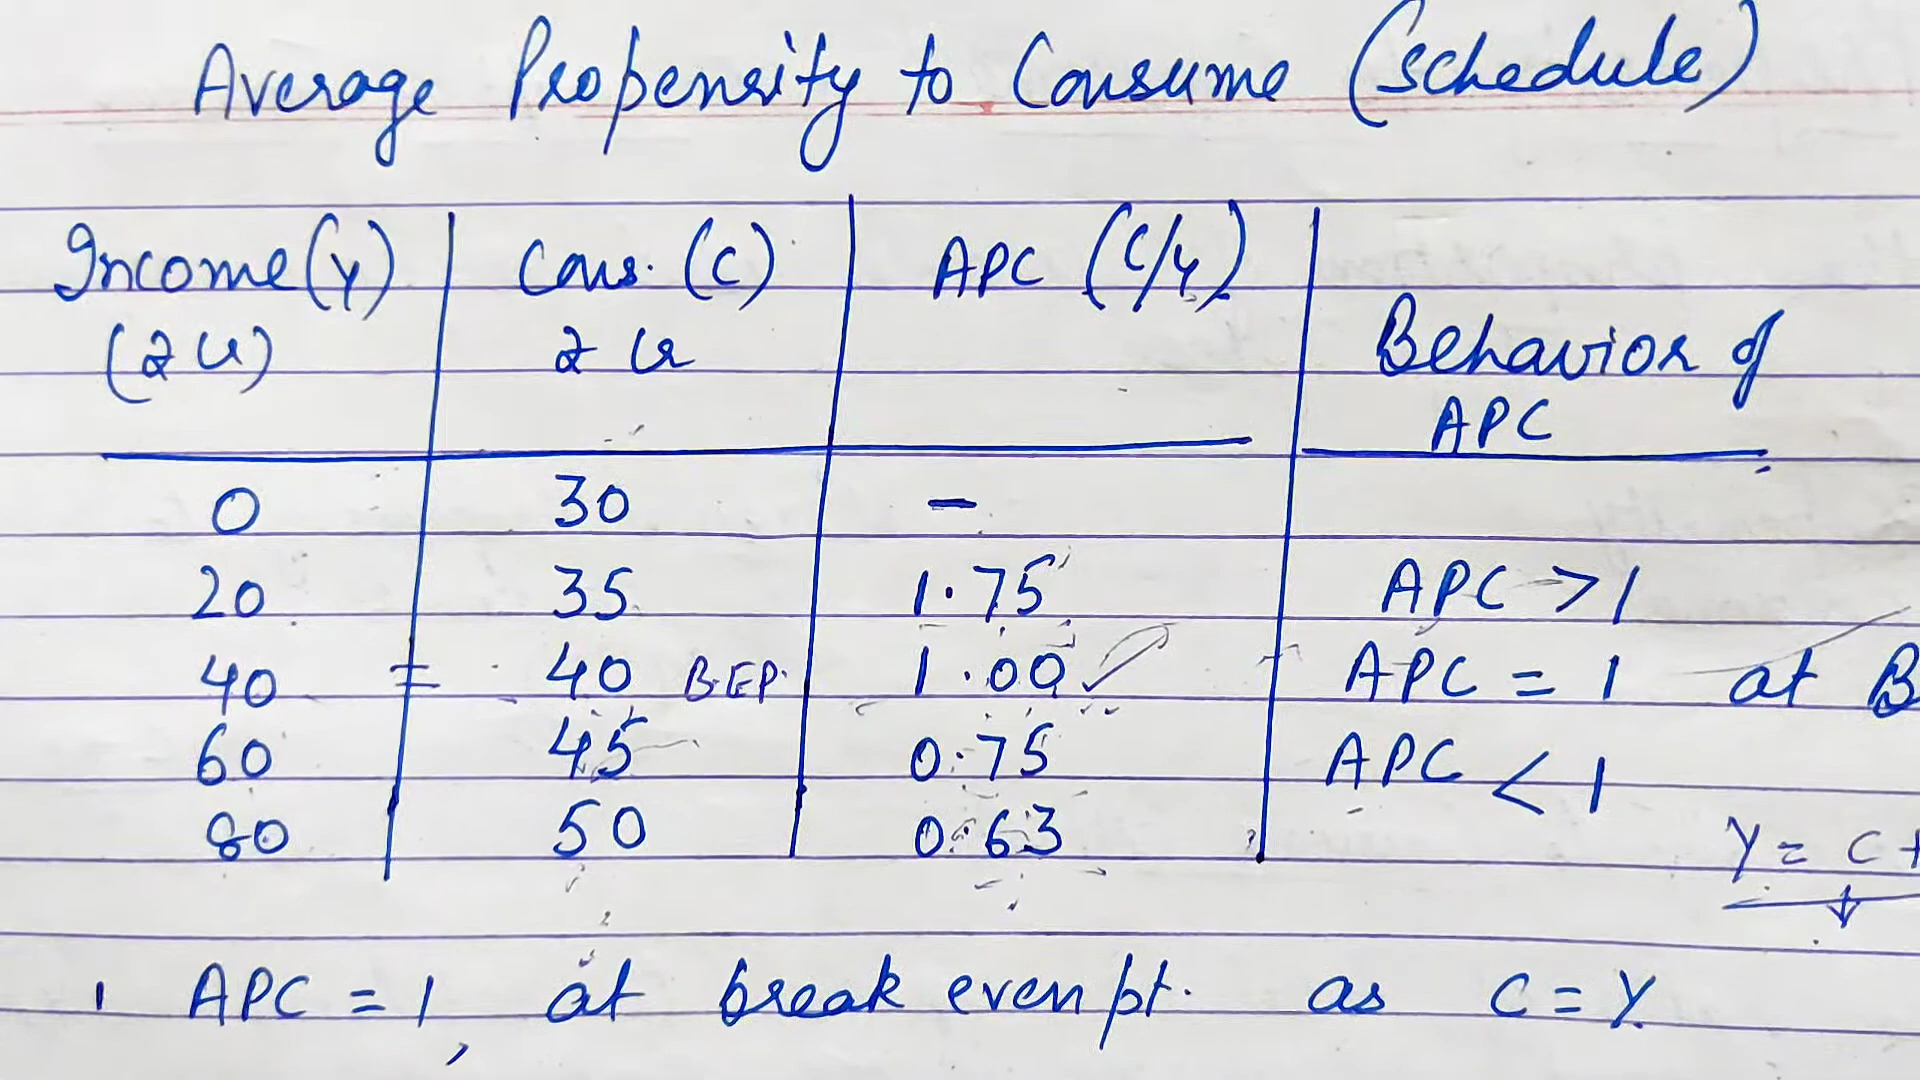 Average Propensity to Consume (schedule)
Income (Y) Cons. (C) APC (C/Y)
Behavior of
APC
0 30 -
20 35 1.75 APC > 1
40 = 40 BEP. 1.00 APC = 1 at B
60 45 0.75 APC < 1
80 50 0.63
Y = C +
1 APC = 1, at break even pt. as C = Y